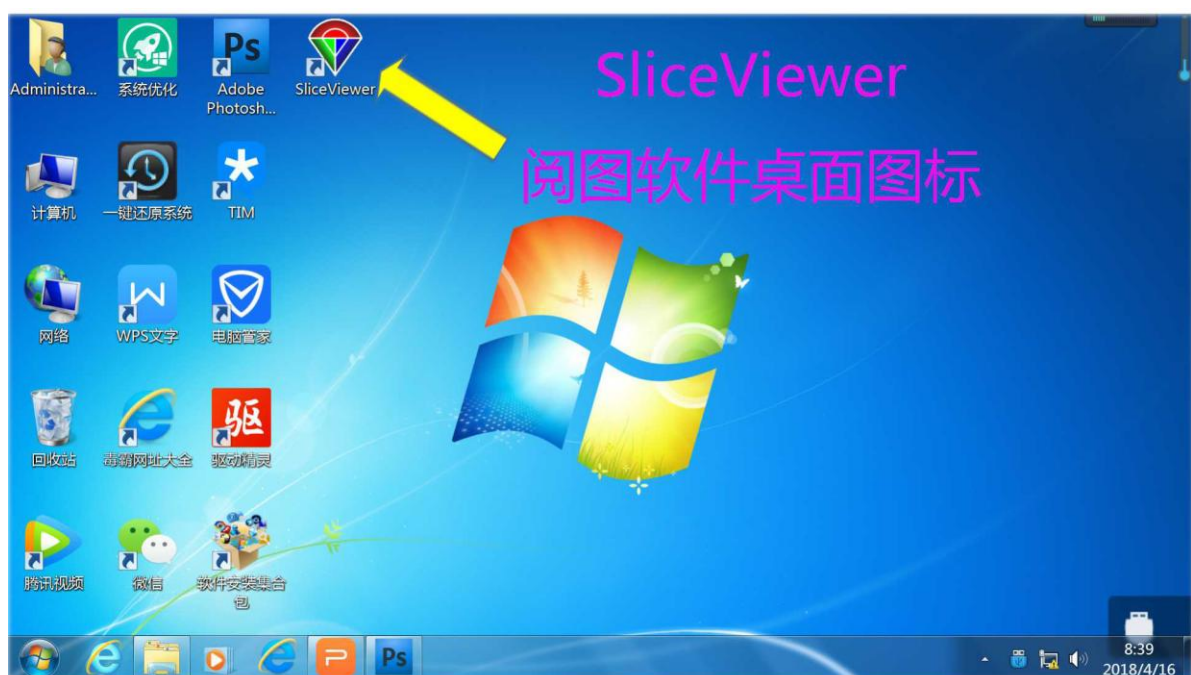 Administra...
系统优化
Adobe
Photosh...
SliceViewer
SliceViewer
阅图软件桌面图标
计算机
一键还原系统
TIM
网络
WPS文字
电脑管家
回收站
毒霸网址大全
驱
驱动精灵
腾讯视频
微信
软件安装集合
包
Ps
Ps
8:39
2018/4/16